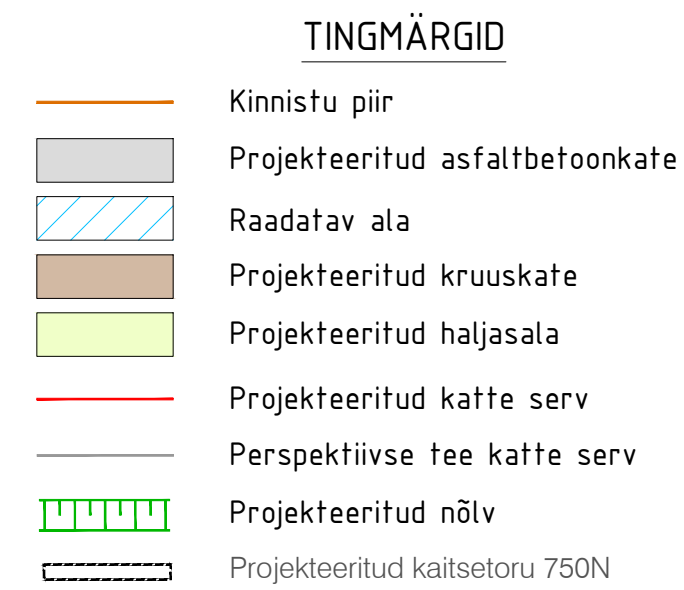 TINGMÄRGID
Kinnistu piir
Projekteeritud asfaltbetoonkate
Raadatav ala
Projekteeritud kruuskate
Projekteeritud haljasala
Projekteeritud katte serv
Perspektiivse tee katte serv
Projekteeritud nõlv
Projekteeritud kaitsetoru 750N